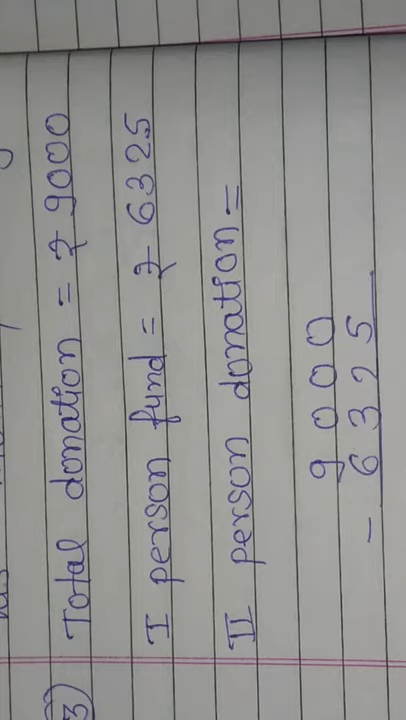 3) Total donation = ₹ 9000
I person fund = ₹ 6325
II person donation =
9000
- 6325